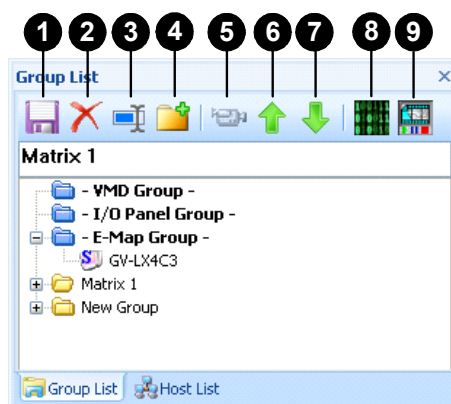 1 2 3 4 5 6 7 8 9
Group List
Matrix 1
- VMD Group -
- I/O Panel Group -
- E-Map Group -
GV-LX4C3
Matrix 1
New Group
Group List Host List